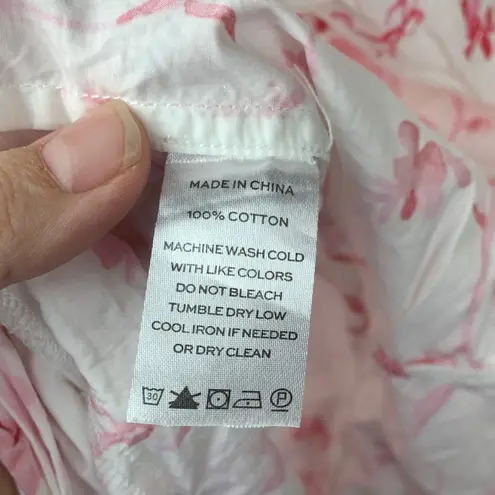 MADE IN CHINA
100% COTTON
MACHINE WASH COLD
WITH LIKE COLORS
DO NOT BLEACH
TUMBLE DRY LOW
COOL IRON IF NEEDED
OR DRY CLEAN
30 P